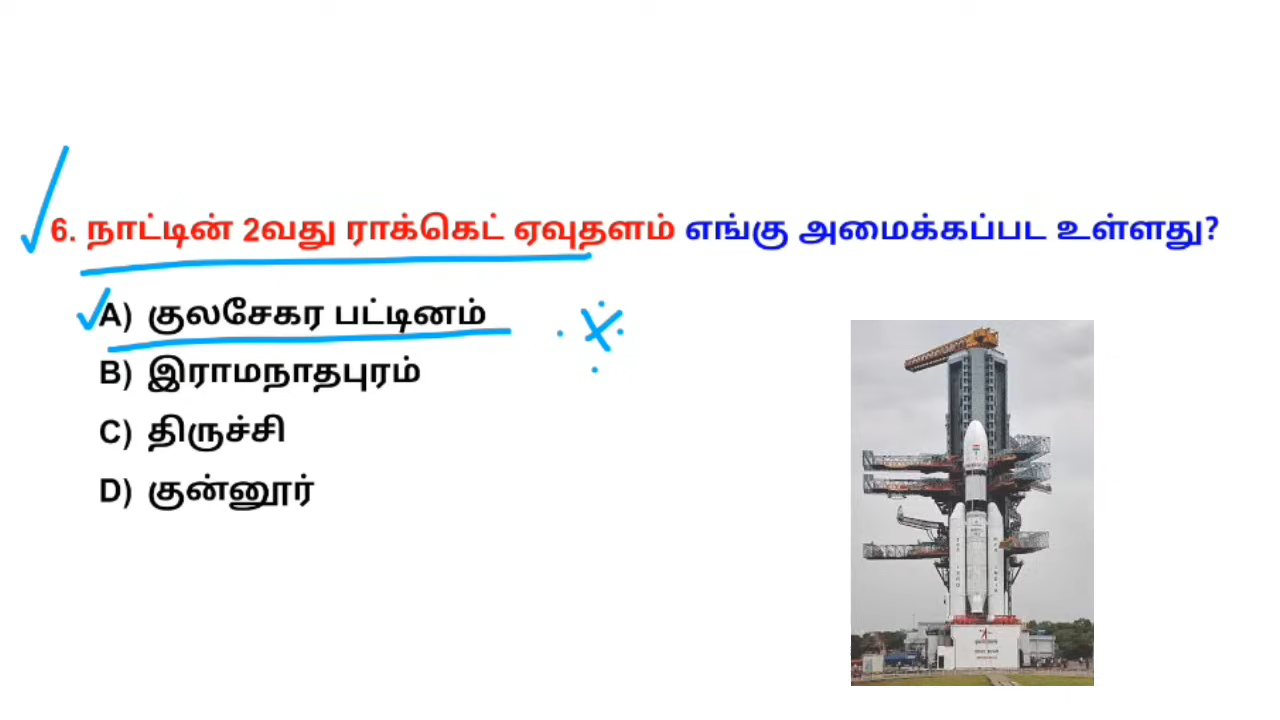 6. நாட்டின் 2வது ராக்கெட் ஏவுதளம் எங்கு அமைக்கப்பட உள்ளது?
A) குலசேகர பட்டினம்
B) இராமநாதபுரம்
C) திருச்சி
D) குன்னூர்